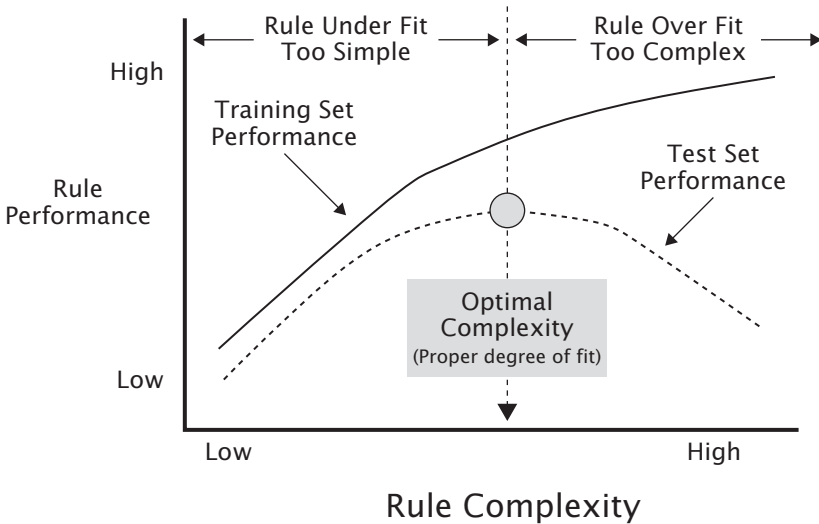 Rule Under Fit
Too Simple
Rule Over Fit
Too Complex
High
Training Set
Performance
Test Set
Performance
Rule
Performance
Optimal
Complexity
(Proper degree of fit)
Low
Low
High
Rule Complexity